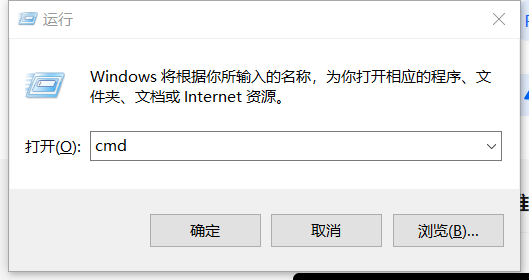 运行
Windows 将根据你所输入的名称，为你打开相应的程序、文
件夹、文档或 Internet 资源。
打开(O): cmd
确定 取消 浏览(B)...